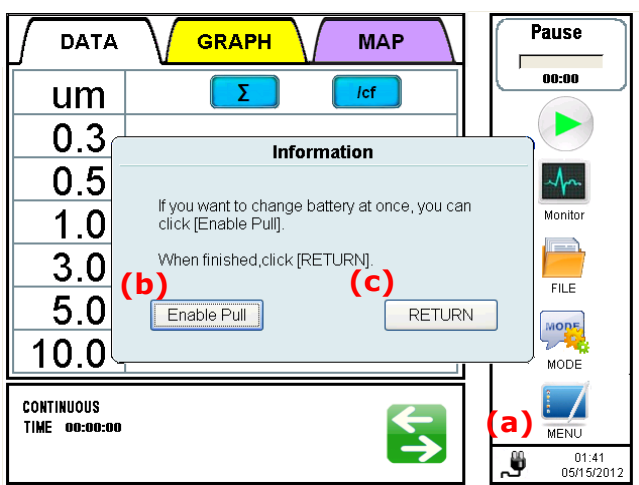 DATA
GRAPH
MAP
Pause
00:00
um
Σ
/cf
0.3
0.5
1.0
3.0
5.0
10.0
Information
If you want to change battery at once, you can
click [Enable Pull].
When finished,click [RETURN].
(b)
(c)
Enable Pull
RETURN
Monitor
FILE
MODE
MODE
(a)
MENU
CONTINUOUS
TIME 00:00:00
01:41
05/15/2012